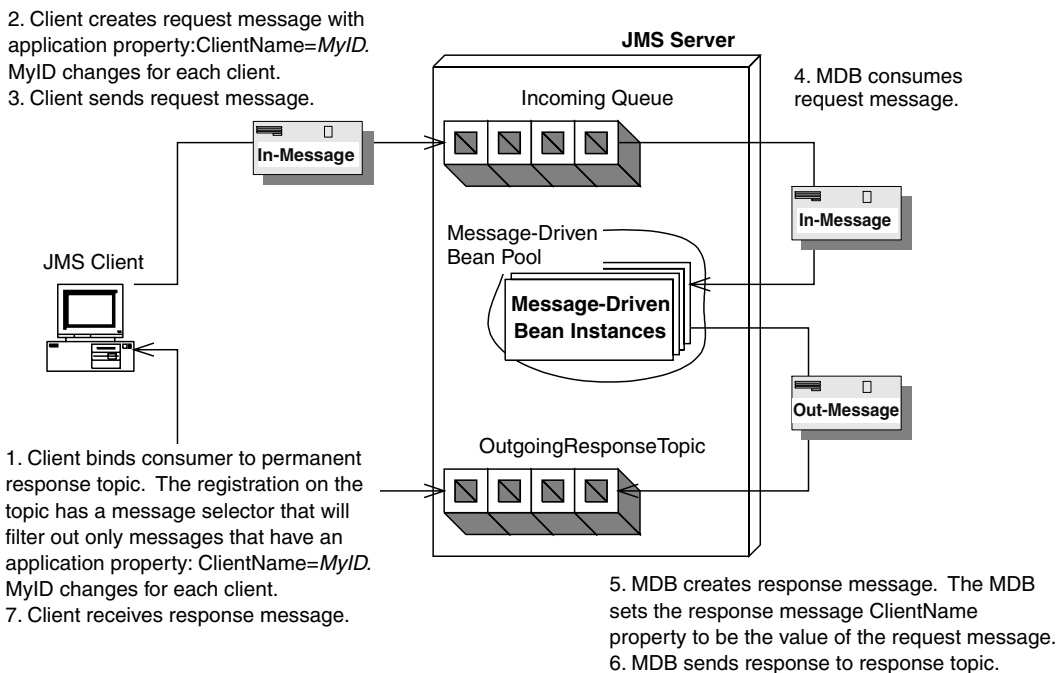 2. Client creates request message with
application property:ClientName=MyID.
MyID changes for each client.
3. Client sends request message.
JMS Server
4. MDB consumes
request message.
Incoming Queue
In-Message
In-Message
JMS Client
Message-Driven
Bean Pool
Message-Driven
Bean Instances
Out-Message
OutgoingResponseTopic
1. Client binds consumer to permanent
response topic. The registration on the
topic has a message selector that will
filter out only messages that have an
application property: ClientName=MyID.
MyID changes for each client.
7. Client receives response message.
5. MDB creates response message. The MDB
sets the response message ClientName
property to be the value of the request message.
6. MDB sends response to response topic.